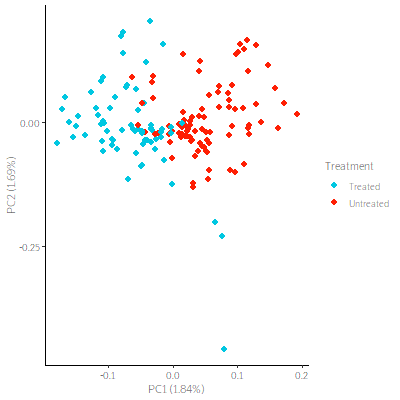 0.00
-0.25
PC2 (1.69%)
-0.1
0.0
0.1
0.2
PC1 (1.84%)
Treatment
Treated
Untreated